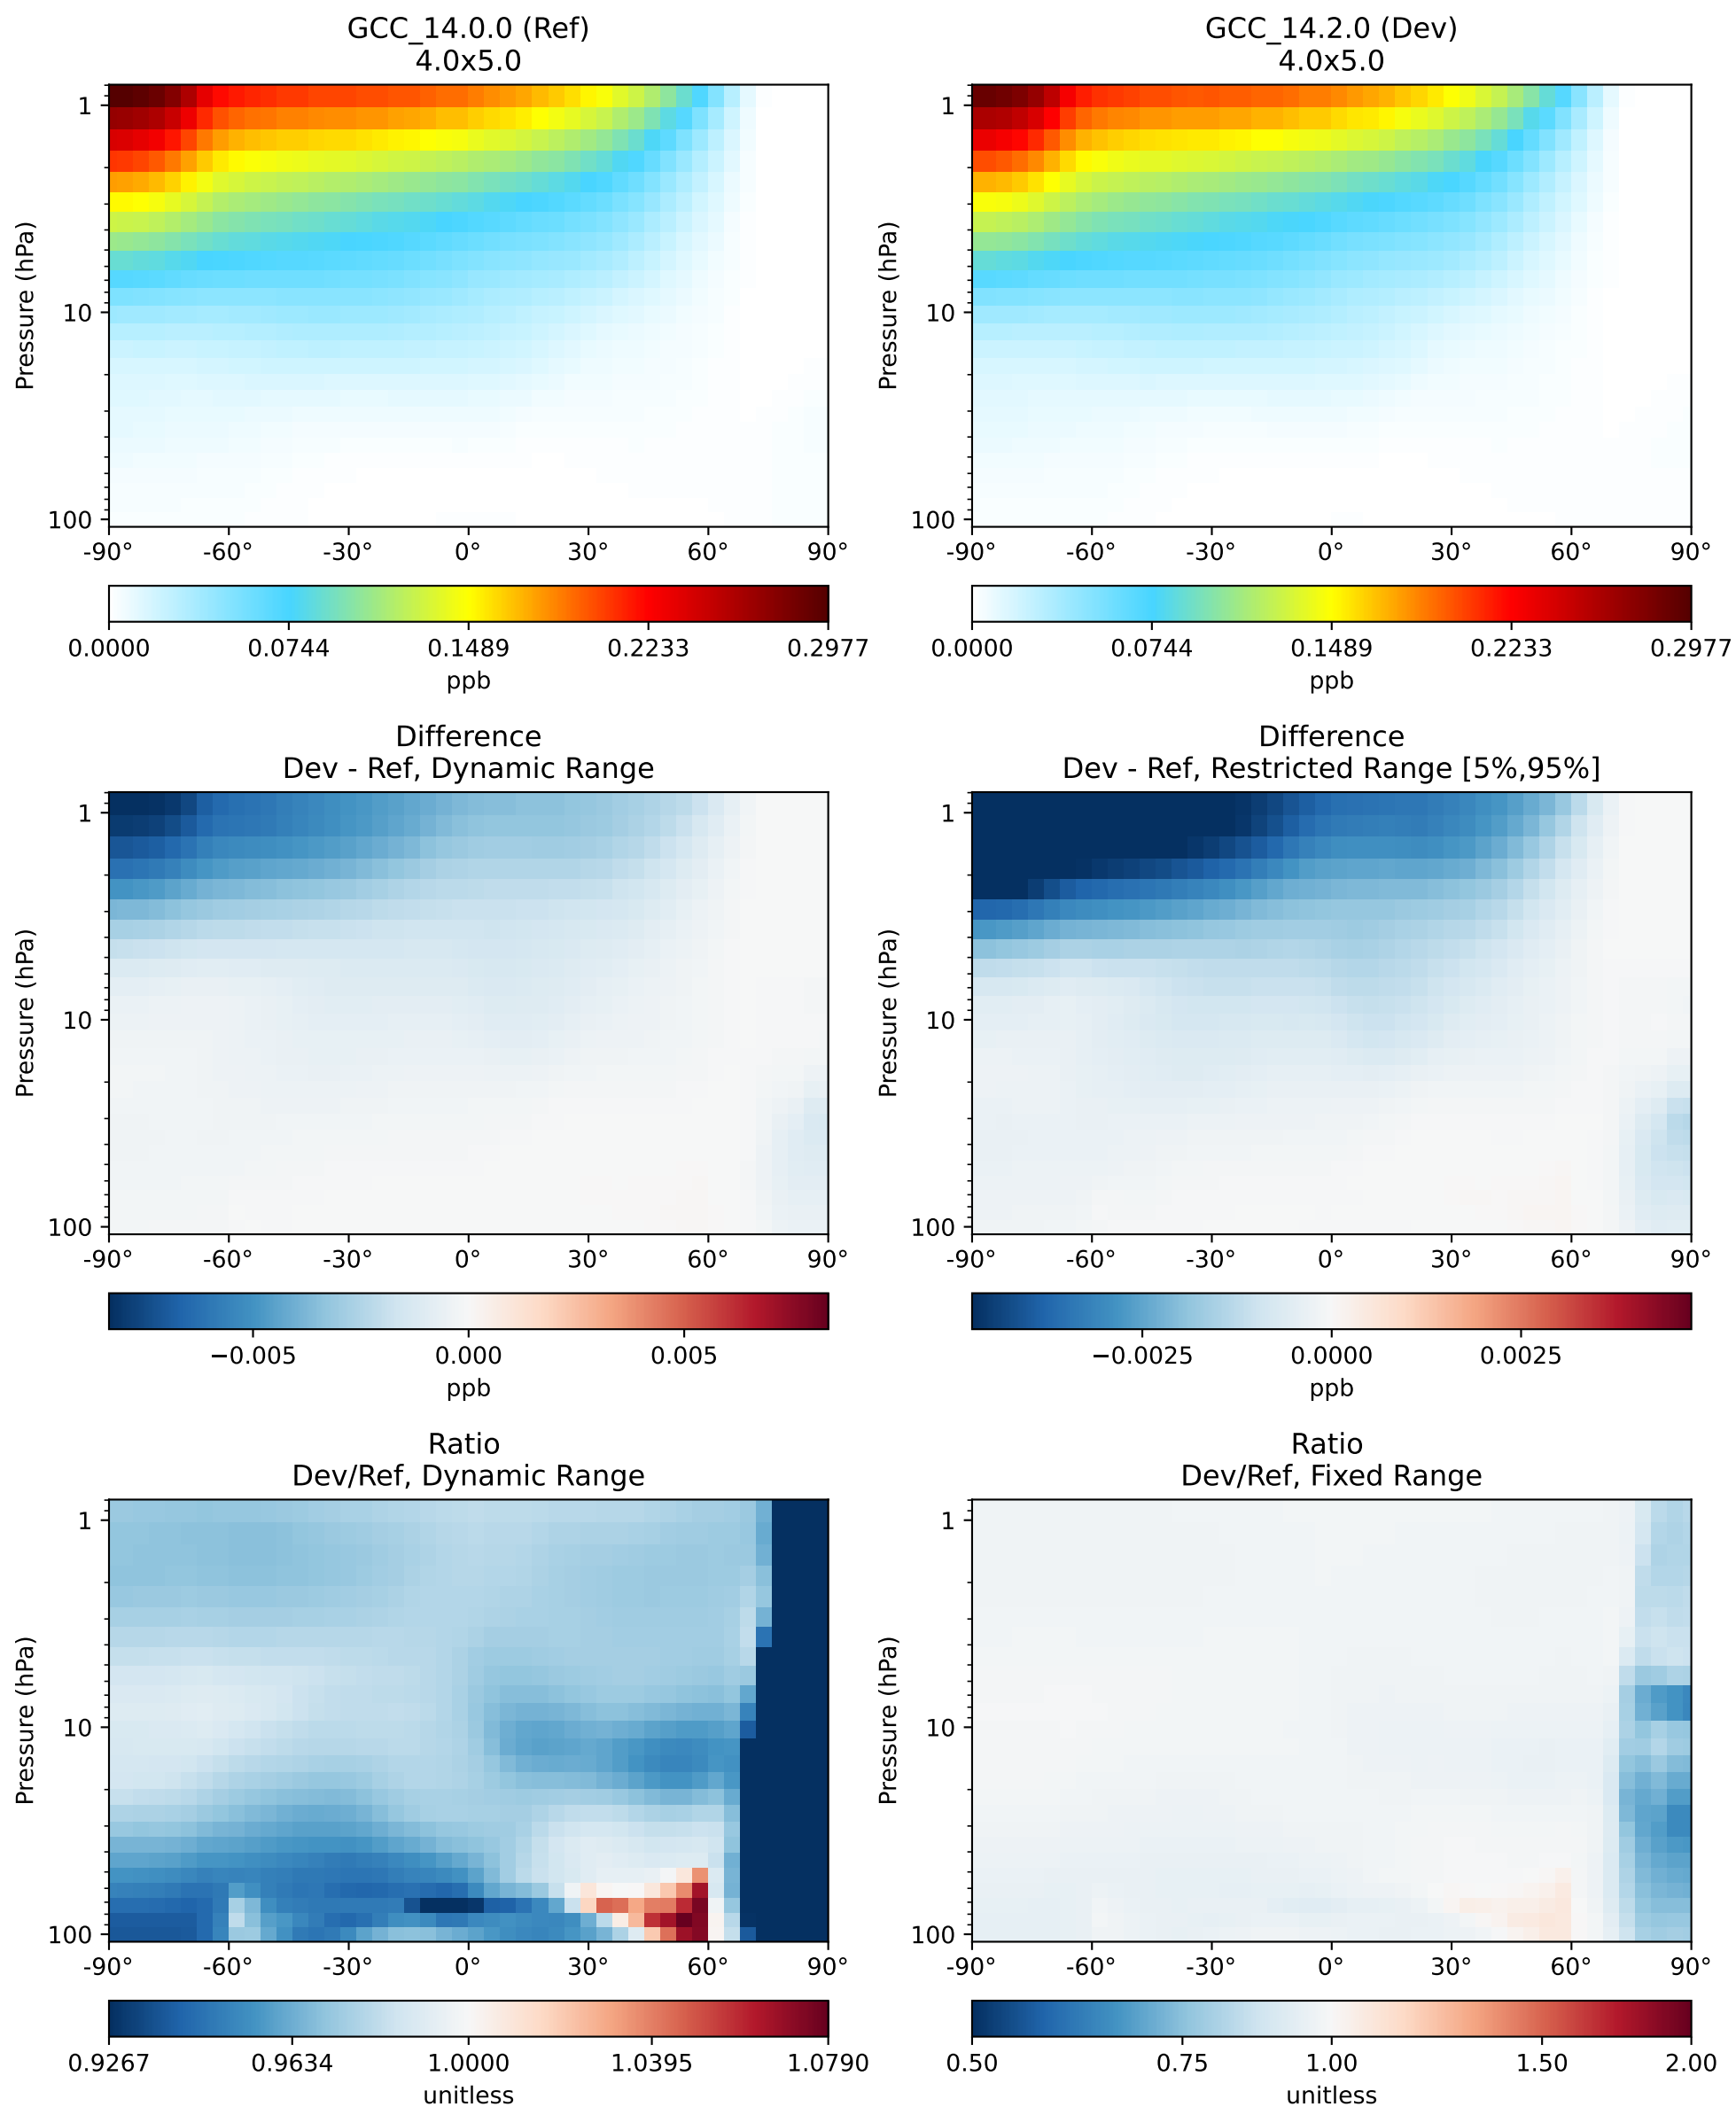 GCC_14.0.0 (Ref)
4.0x5.0
Pressure (hPa)
1
10
100
-90° -60° -30° 0° 30° 60° 90°
0.0000 0.0744 0.1489 0.2233 0.2977
ppb
GCC_14.2.0 (Dev)
4.0x5.0
Pressure (hPa)
1
10
100
-90° -60° -30° 0° 30° 60° 90°
0.0000 0.0744 0.1489 0.2233 0.2977
ppb
Difference
Dev - Ref, Dynamic Range
Pressure (hPa)
1
10
100
-90° -60° -30° 0° 30° 60° 90°
−0.005 0.000 0.005
ppb
Difference
Dev - Ref, Restricted Range [5%,95%]
Pressure (hPa)
1
10
100
-90° -60° -30° 0° 30° 60° 90°
−0.0025 0.0000 0.0025
ppb
Ratio
Dev/Ref, Dynamic Range
Pressure (hPa)
1
10
100
-90° -60° -30° 0° 30° 60° 90°
0.9267 0.9634 1.0000 1.0395 1.0790
unitless
Ratio
Dev/Ref, Fixed Range
Pressure (hPa)
1
10
100
-90° -60° -30° 0° 30° 60° 90°
0.50 0.75 1.00 1.50 2.00
unitless